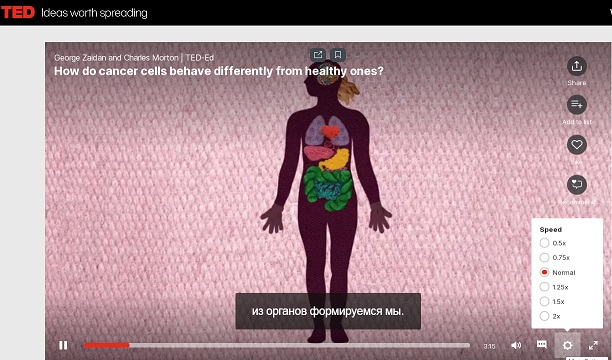 TED Ideas worth spreading
George Zaidan and Charles Morton | TED-Ed
How do cancer cells behave differently from healthy ones?
Share
Add to list
Speed
0.5x
0.75x
Normal
1.25x
1.5x
2x
из органов формируемся мы.
3:15